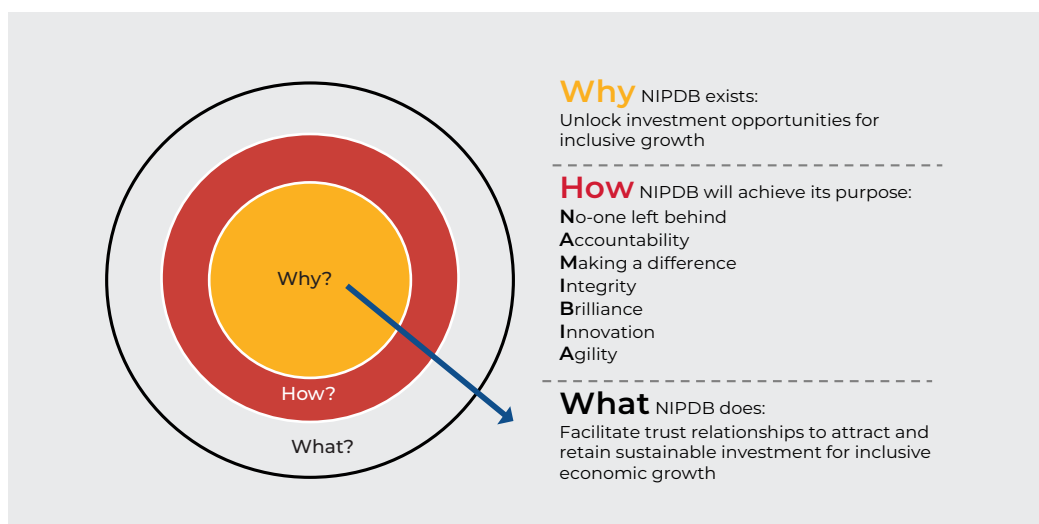 Why?
How?
What?
Why NIPDB exists:
Unlock investment opportunities for
inclusive growth
How NIPDB will achieve its purpose:
No-one left behind
Accountability
Making a difference
Integrity
Brilliance
Innovation
Agility
What NIPDB does:
Facilitate trust relationships to attract and
retain sustainable investment for inclusive
economic growth